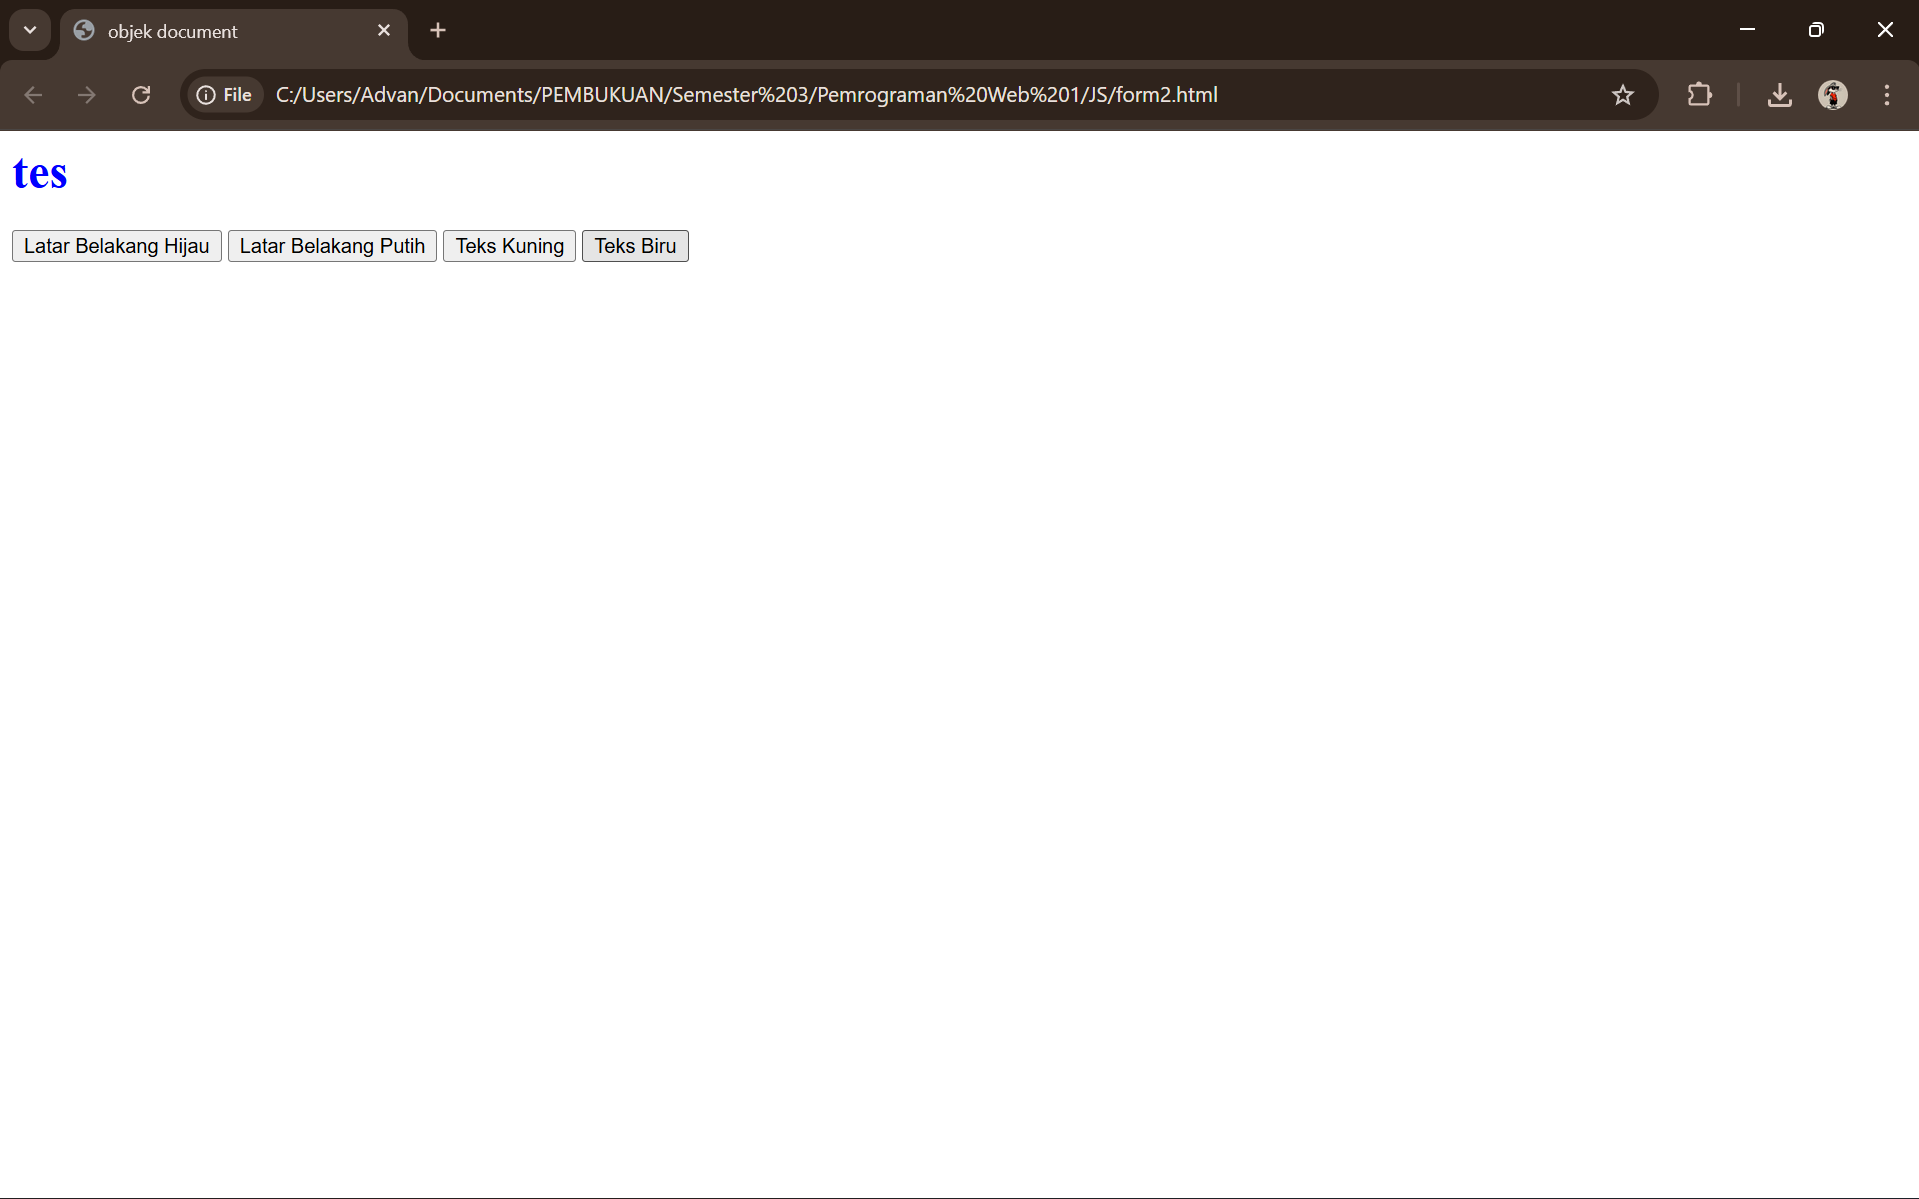 objek document
File C:/Users/Advan/Documents/PEMBUKUAN/Semester%203/Pemrograman%20Web%201/JS/form2.html
tes
Latar Belakang Hijau Latar Belakang Putih Teks Kuning Teks Biru